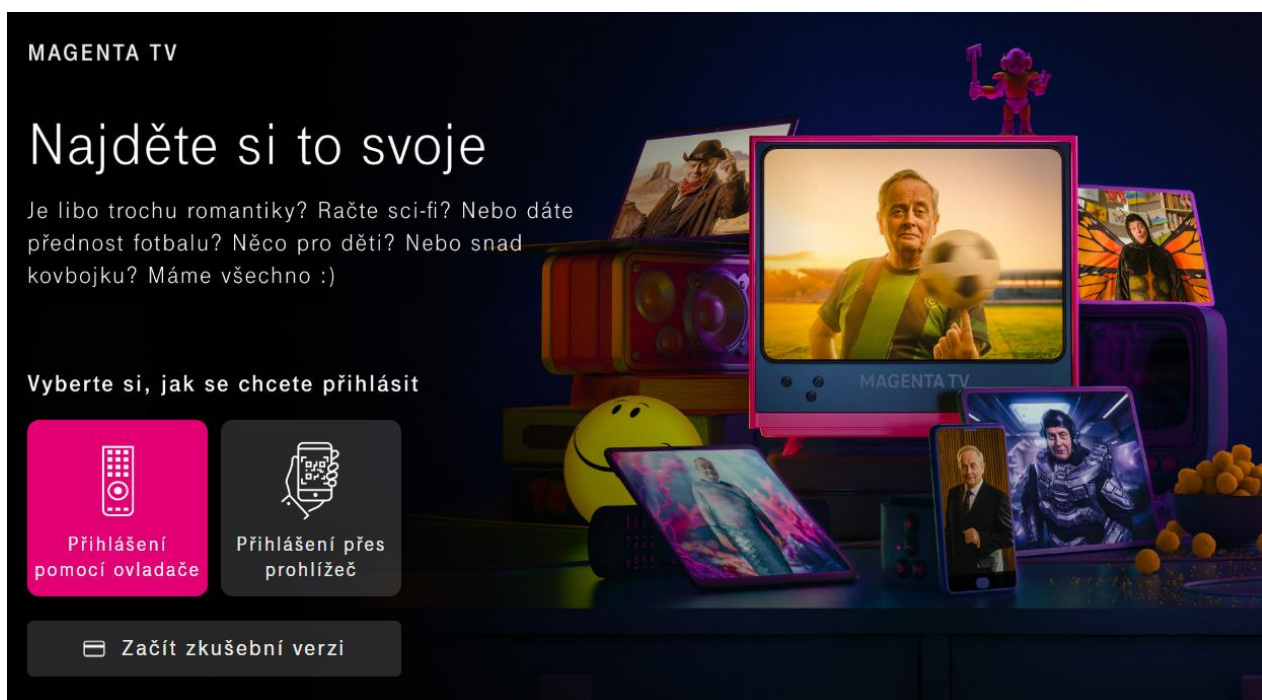 MAGENTA TV
Najděte si to svoje
Je libo trochu romantiky? Račte sci-fi? Nebo dáte
přednost fotbalu? Něco pro děti? Nebo snad
kovbojku? Máme všechno :)
Vyberte si, jak se chcete přihlásit
Přihlášení
pomocí ovladače
Přihlášení přes
prohlížeč
Začít zkušební verzi
MAGENTA TV